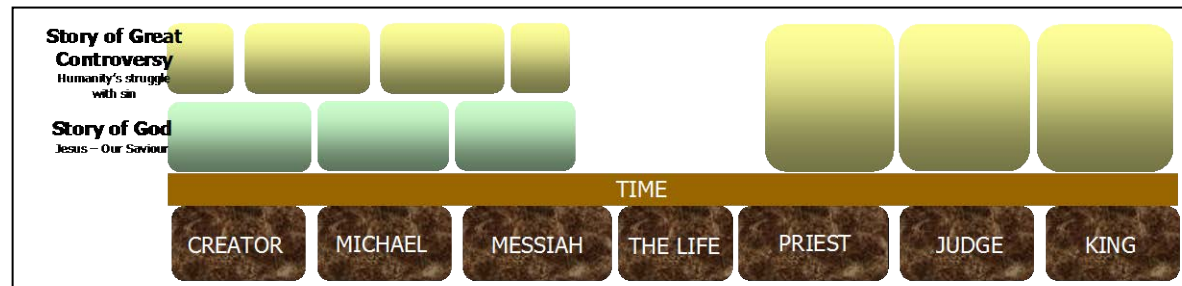 Story of Great
Controversy
Humanity's struggle
with sin
Story of God
Jesus – Our Saviour
TIME
CREATOR
MICHAEL
MESSIAH
THE LIFE
PRIEST
JUDGE
KING